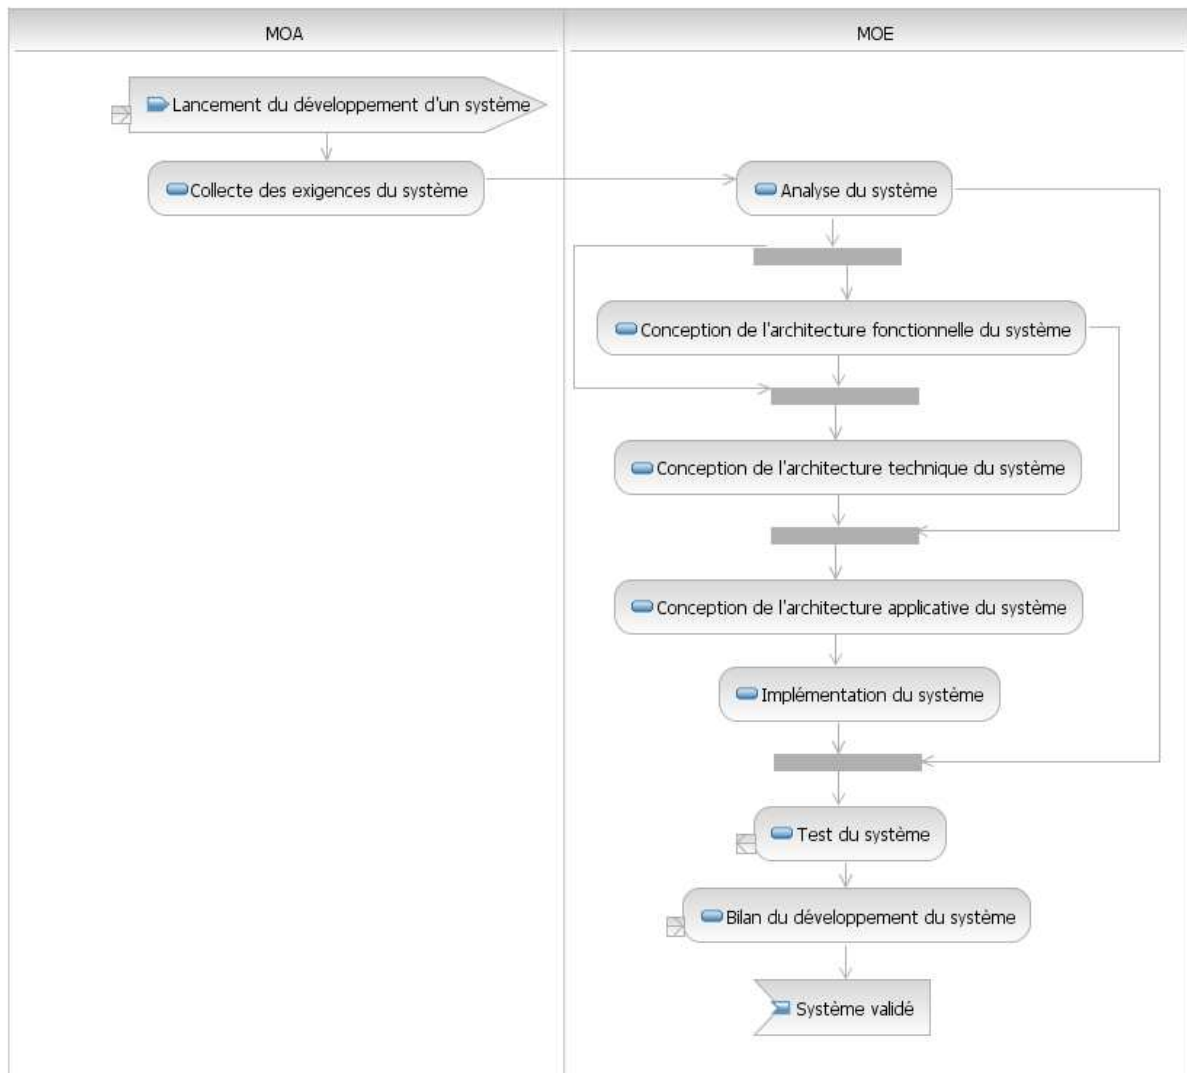 MOA
MOE
Lancement du développement d'un système
Collecte des exigences du système
Analyse du système
Conception de l'architecture fonctionnelle du système
Conception de l'architecture technique du système
Conception de l'architecture applicative du système
Implémentation du système
Test du système
Bilan du développement du système
Système validé